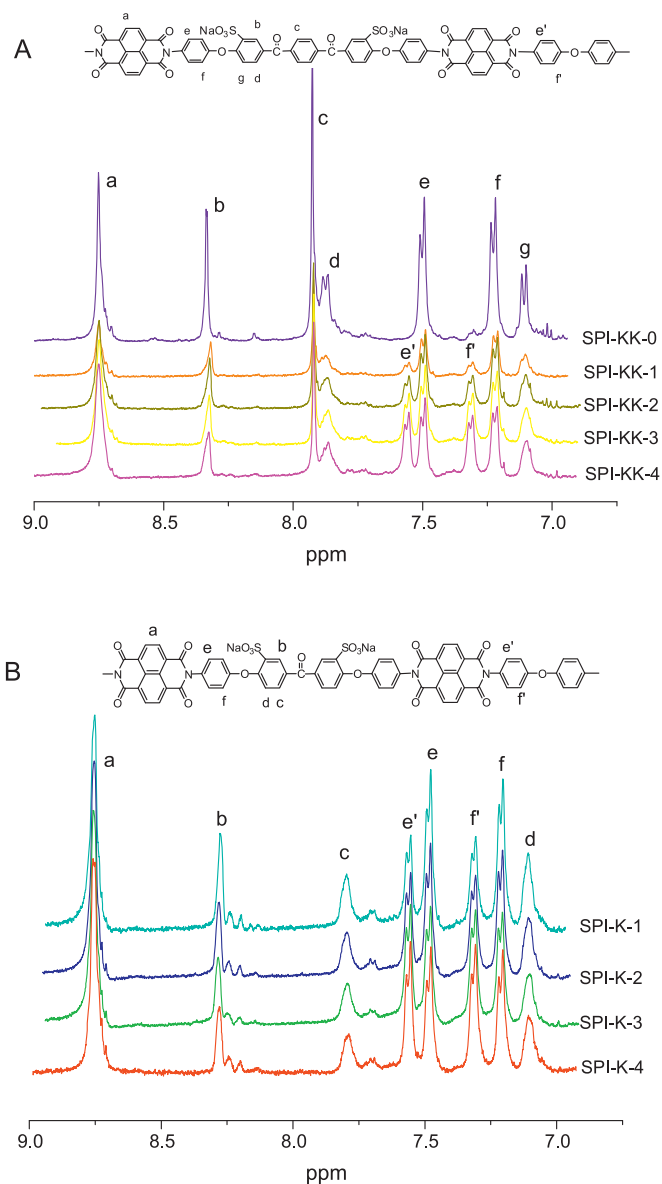 A
a
NaO₃S
b
c
SO₃Na
O O O O O O O O
e
e'
N N O O O N N O
f
g
d
f'
c
a
e
f
b
d
g
SPI-KK-0
e'
f'
SPI-KK-1
SPI-KK-2
SPI-KK-3
SPI-KK-4
9.0 8.5 8.0 7.5 7.0
ppm
B
a
NaO₃S
b
SO₃Na
O O O O O O O
e
e'
N N O O N N O
f
d
c
f'
a
e
f
b
e'
f'
c
d
SPI-K-1
SPI-K-2
SPI-K-3
SPI-K-4
9.0 8.5 8.0 7.5 7.0
ppm